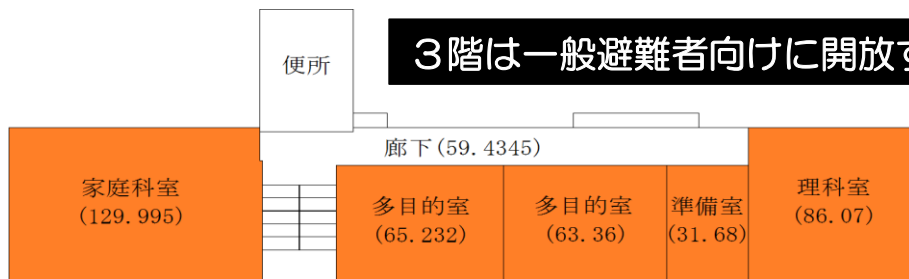 便所
３階は一般避難者向けに開放す
廊下(59.4345)
家庭科室
(129.995)
多目的室
(65.232)
多目的室
(63.36)
準備室
(31.68)
理科室
(86.07)